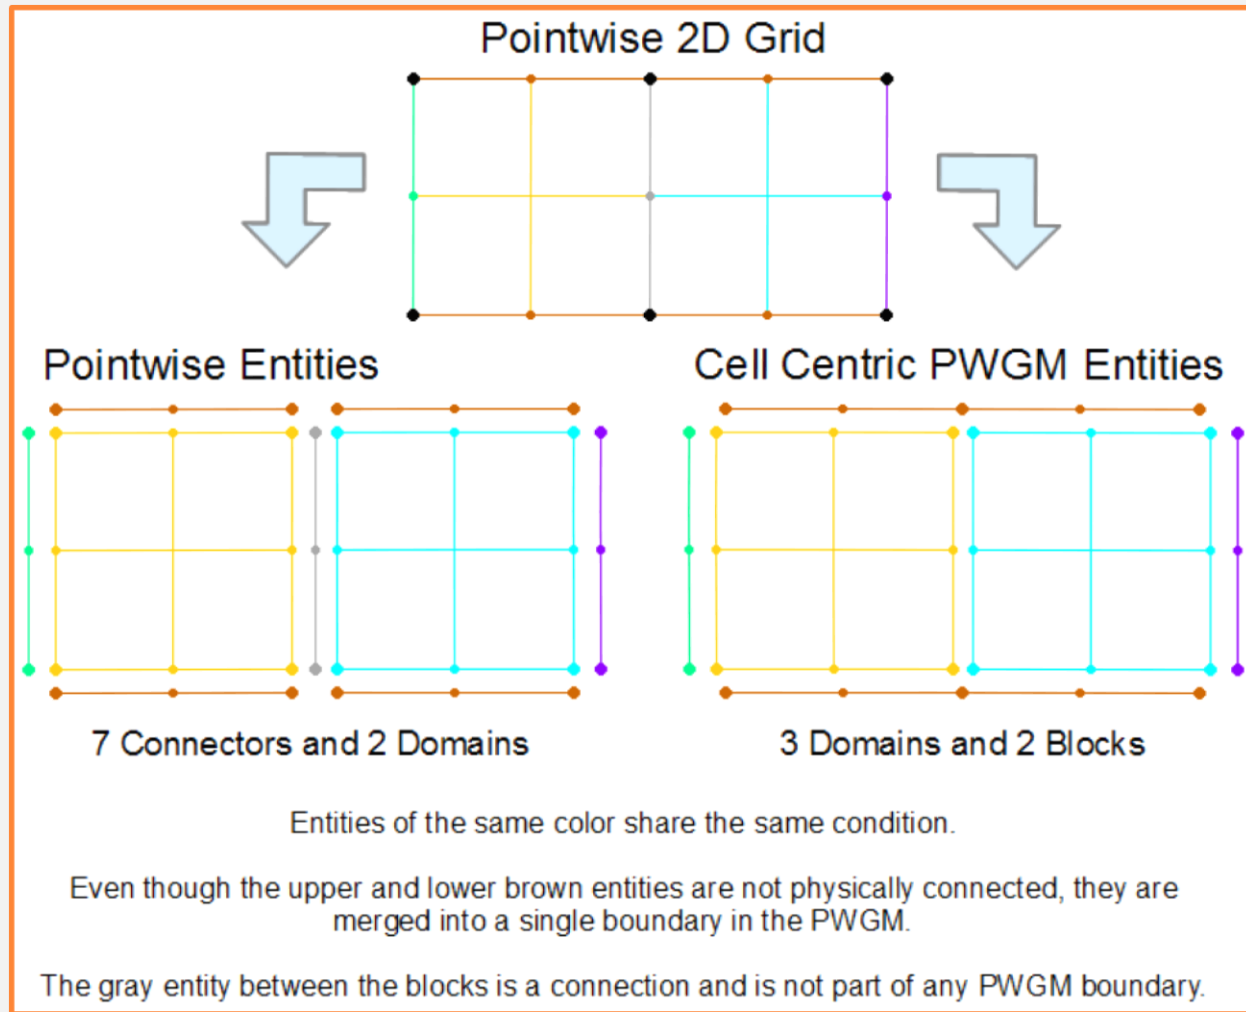 Pointwise 2D Grid
Pointwise Entities
Cell Centric PWGM Entities
7 Connectors and 2 Domains
3 Domains and 2 Blocks
Entities of the same color share the same condition.
Even though the upper and lower brown entities are not physically connected, they are
merged into a single boundary in the PWGM.
The gray entity between the blocks is a connection and is not part of any PWGM boundary.